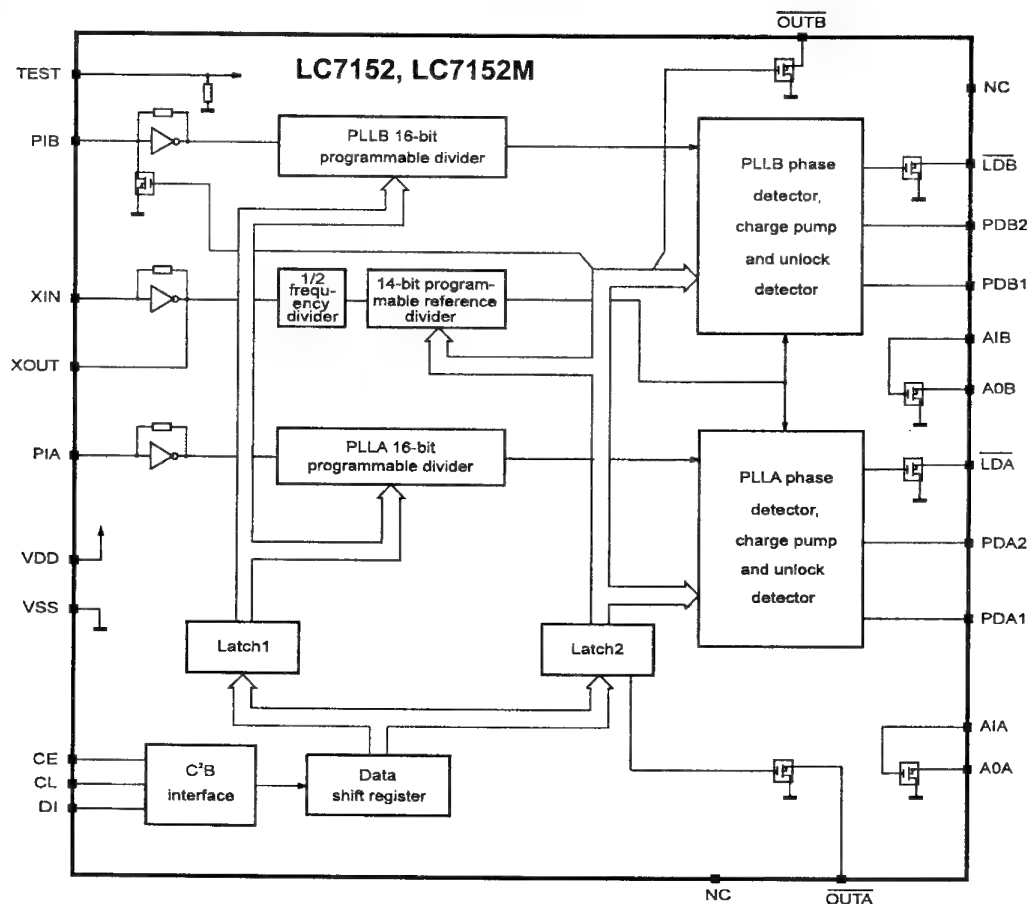 OUTB
TEST
LC7152, LC7152M
NC
PIB
PLLB 16-bit
programmable divider
PLLB phase
detector,
charge pump
and unlock
detector
LDB
PDB2
PDB1
XIN
1/2
frequ-
ency
divider
14-bit program-
mable reference
divider
XOUT
AIB
A0B
PIA
PLLA 16-bit
programmable divider
PLLA phase
detector,
charge pump
and unlock
detector
LDA
PDA2
PDA1
VDD
VSS
Latch1
Latch2
CE
CL
DI
C²B
interface
Data
shift register
AIA
A0A
NC
OUTA